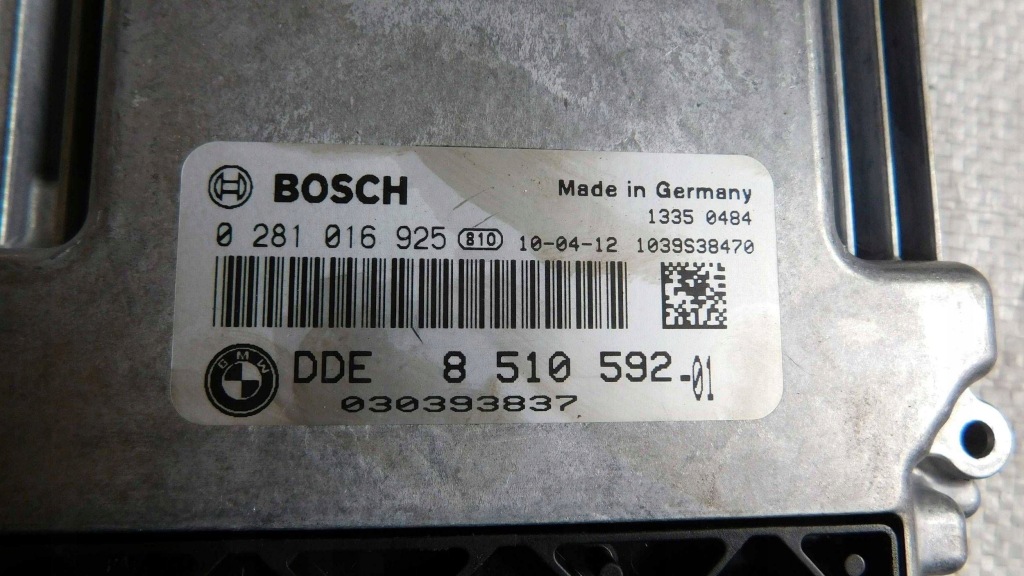 BOSCH Made in Germany
1335 0484
0 281 016 925 810 10-04-12 1039S38470
BMW DDE 8 510 592-01
030393837